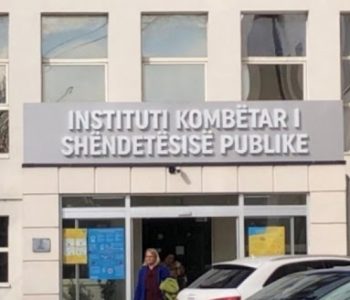 INSTITUTI KOMBËTAR I
SHËNDETËSISË PUBLIKE